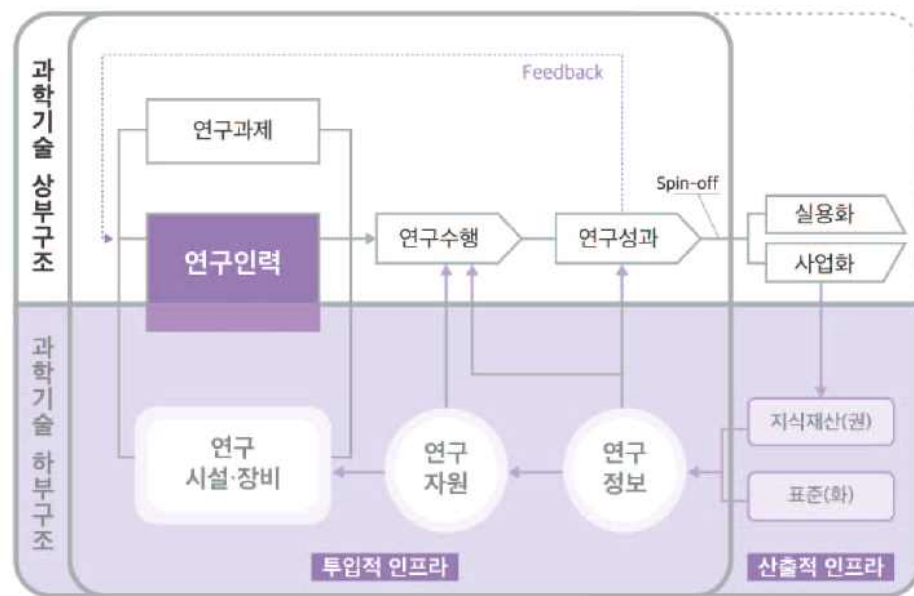 과학기술 상부구조
Feedback
연구과제
Spin-off
연구인력
연구수행
연구성과
실용화
사업화
과학기술 하부구조
연구
시설·장비
연구
자원
연구
정보
지식재산(권)
표준(화)
투입적 인프라
산출적 인프라